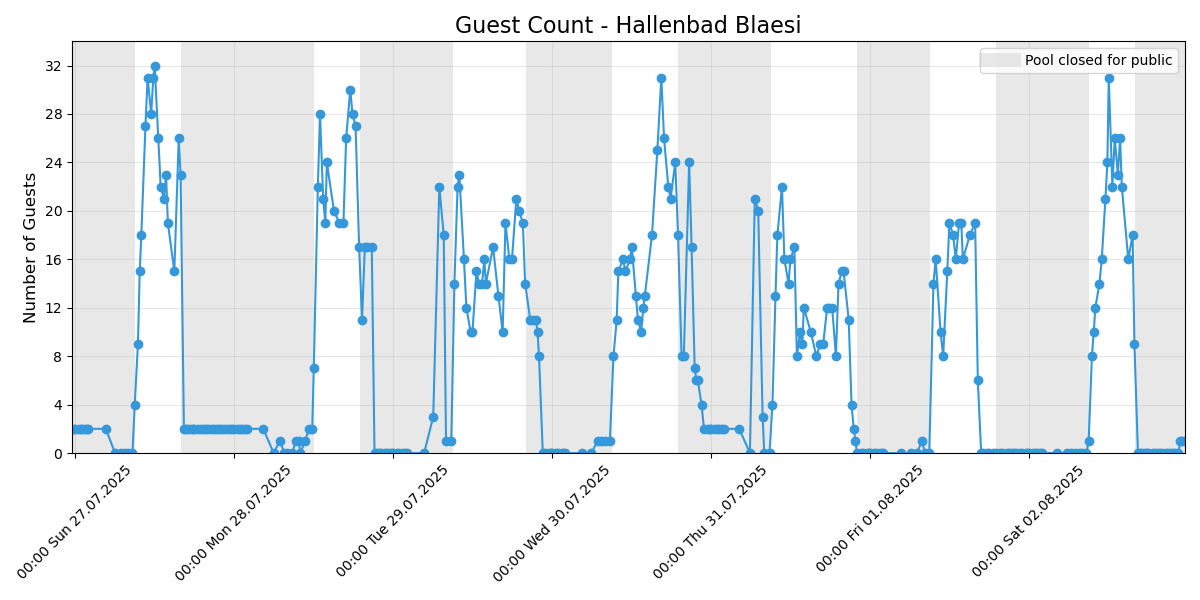 Guest Count - Hallenbad Blaesi
Pool closed for public
Number of Guests
32
28
24
20
16
12
8
4
0
00:00 Sun 27.07.2025
00:00 Mon 28.07.2025
00:00 Tue 29.07.2025
00:00 Wed 30.07.2025
00:00 Thu 31.07.2025
00:00 Fri 01.08.2025
00:00 Sat 02.08.2025